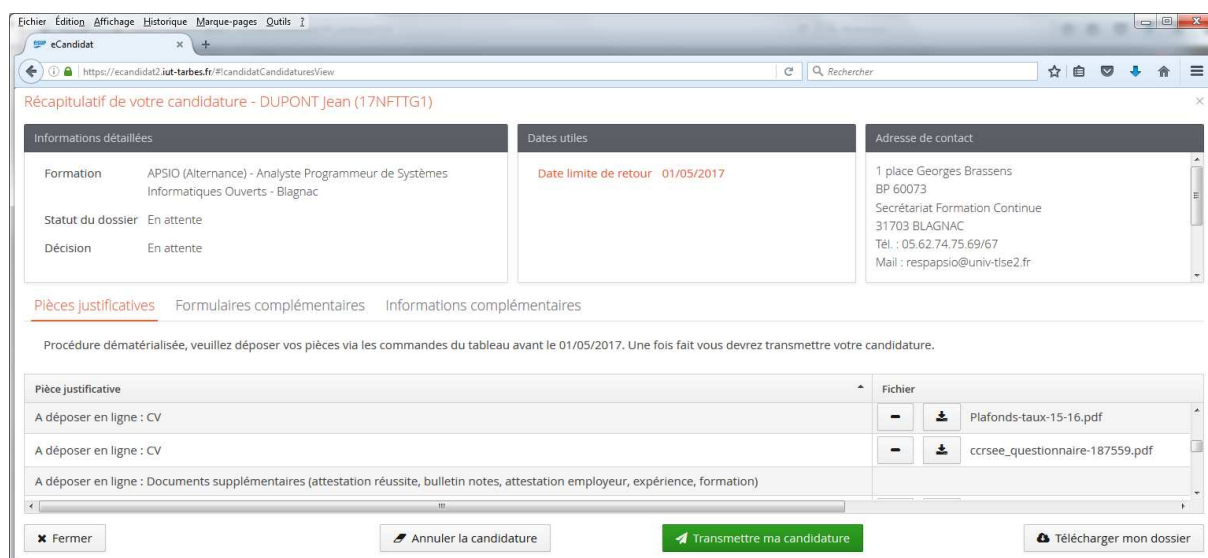 Fichier Édition Affichage Historique Marque-pages Outils ?
eCandidat
https://ecandidat2.iut-tarbes.fr/#!candidatCandidaturesView
Rechercher
Récapitulatif de votre candidature - DUPONT Jean (17NFTTG1)
Informations détaillées
Formation APSIO (Alternance) - Analyste Programmeur de Systèmes
Informatiques Ouverts - Blagnac
Statut du dossier En attente
Décision En attente
Dates utiles
Date limite de retour 01/05/2017
Adresse de contact
1 place Georges Brassens
BP 60073
Secrétariat Formation Continue
31703 BLAGNAC
Tél. : 05.62.74.75.69/67
Mail : respapsio@univ-tlse2.fr
Pièces justificatives Formulaires complémentaires Informations complémentaires
Procédure dématérialisée, veuillez déposer vos pièces via les commandes du tableau avant le 01/05/2017. Une fois fait vous devrez transmettre votre candidature.
Pièce justificative Fichier
A déposer en ligne : CV Plafonds-taux-15-16.pdf
A déposer en ligne : CV ccrsee_questionnaire-187559.pdf
A déposer en ligne : Documents supplémentaires (attestation réussite, bulletin notes, attestation employeur, expérience, formation)
Fermer Annuler la candidature Transmettre ma candidature Télécharger mon dossier